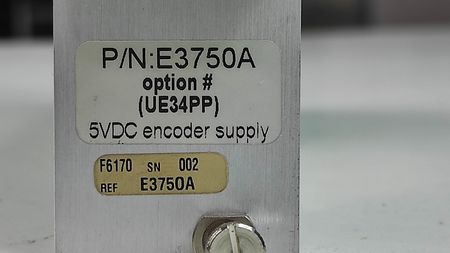 P/N:E3750A
option #
(UE34PP)
5VDC encoder supply
F6170 SN 002
REF E3750A